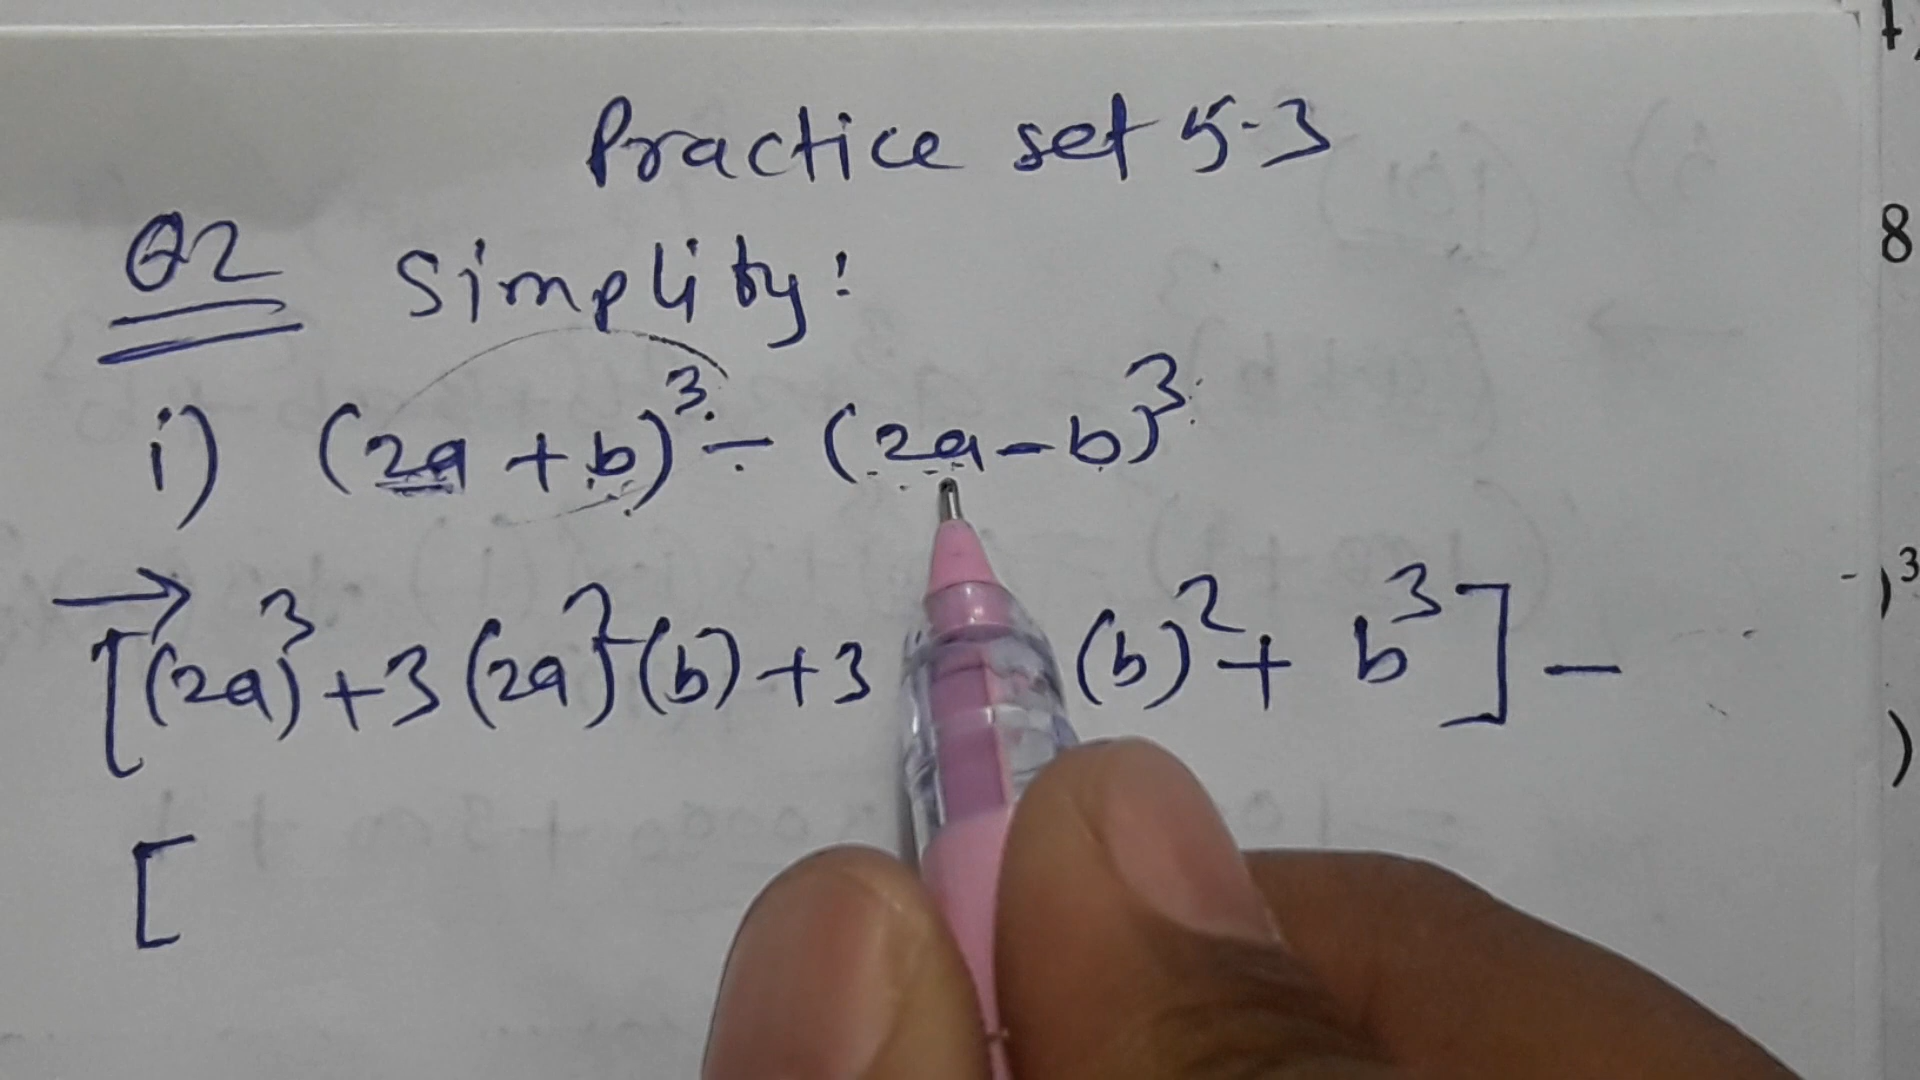 Practice set 5.3
Q2 Simplify:
i) (2a + b)³ - (2a - b)³
→ [(2a)³ + 3 (2a)² (b) + 3 (b)² + b³] -
[
8
)³
)